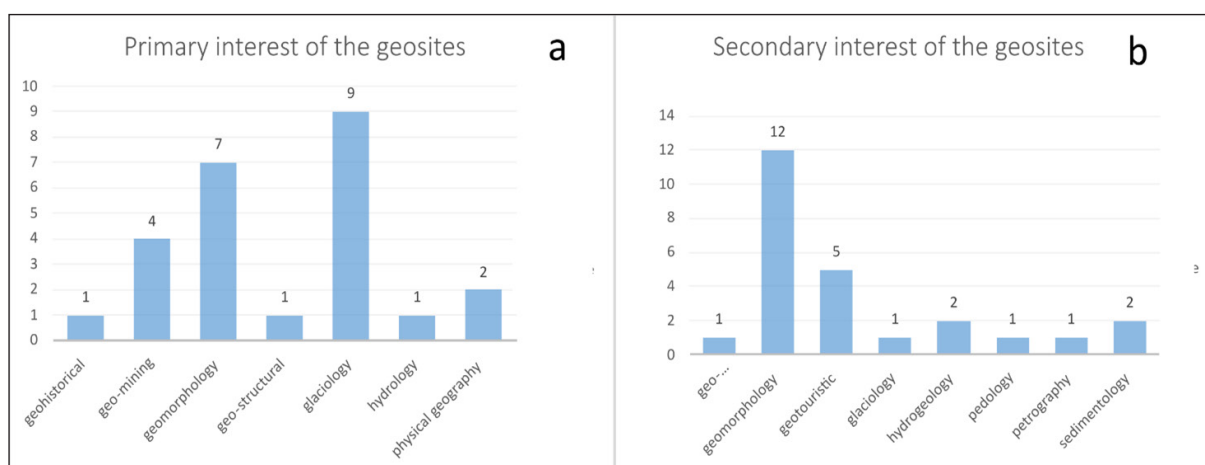 Primary interest of the geosites
a
10
9
8
7
6
5
4
3
2
1
0
1
4
7
1
9
1
2
geohistorical
geo-mining
geomorphology
geo-structural
glaciology
hydrology
physical geography
Secondary interest of the geosites
b
14
12
10
8
6
4
2
0
1
12
5
1
2
1
1
2
geo-...
geomorphology
geotouristic
glaciology
hydrogeology
pedology
petrography
sedimentology
e